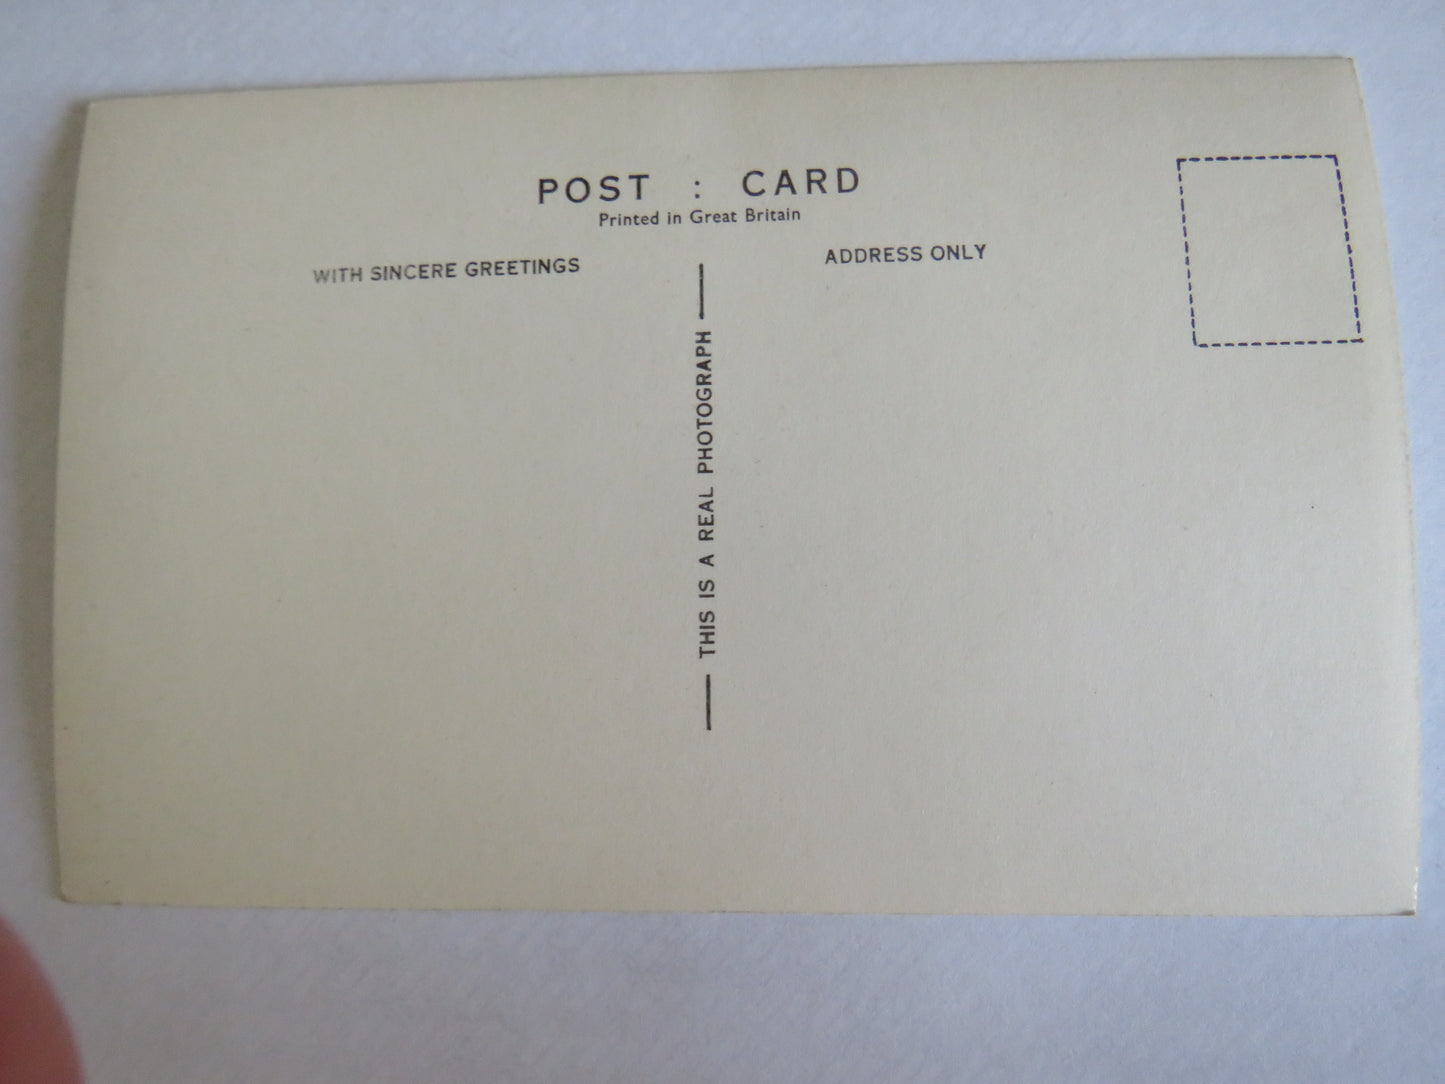 POST : CARD
Printed in Great Britain
WITH SINCERE GREETINGS
ADDRESS ONLY
THIS IS A REAL PHOTOGRAPH